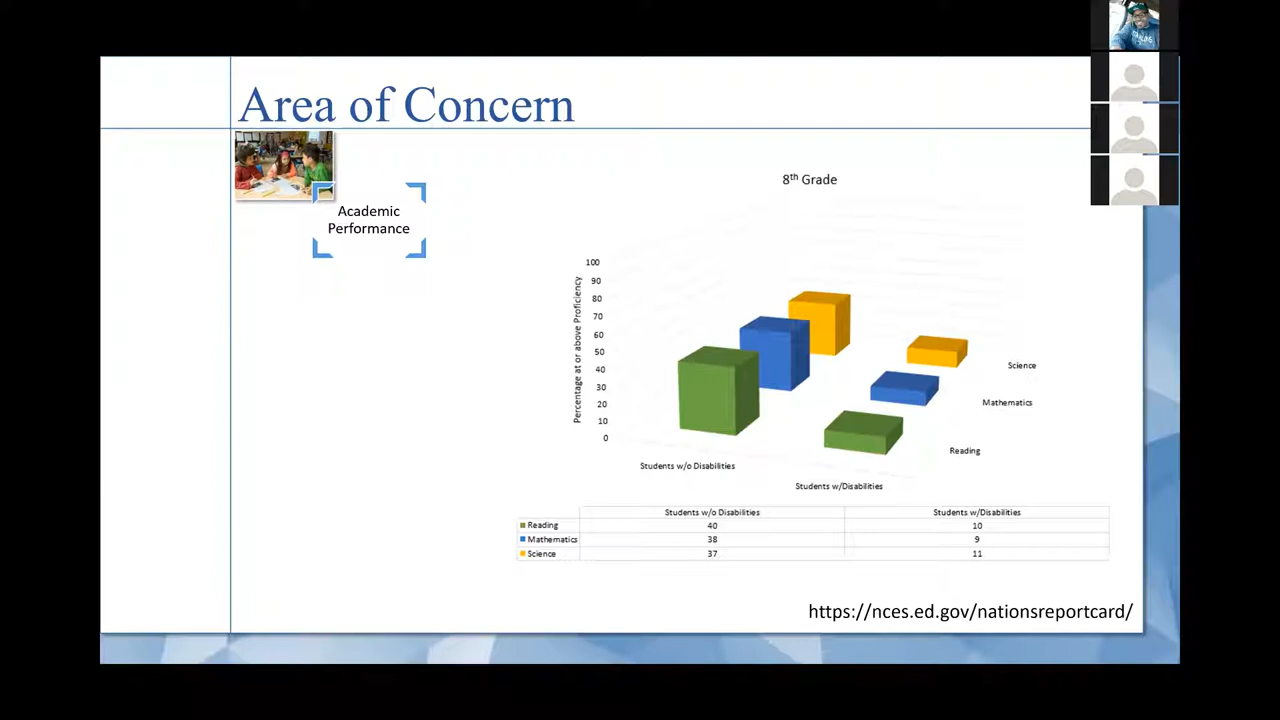 Area of Concern
Academic
Performance
8th Grade
Percentage at or above Proficiency
100
90
80
70
60
50
40
30
20
10
0
Science
Mathematics
Reading
Students w/o Disabilities
Students w/Disabilities
Students w/o Disabilities Students w/Disabilities
Reading 40 10
Mathematics 38 9
Science 37 11
https://nces.ed.gov/nationsreportcard/